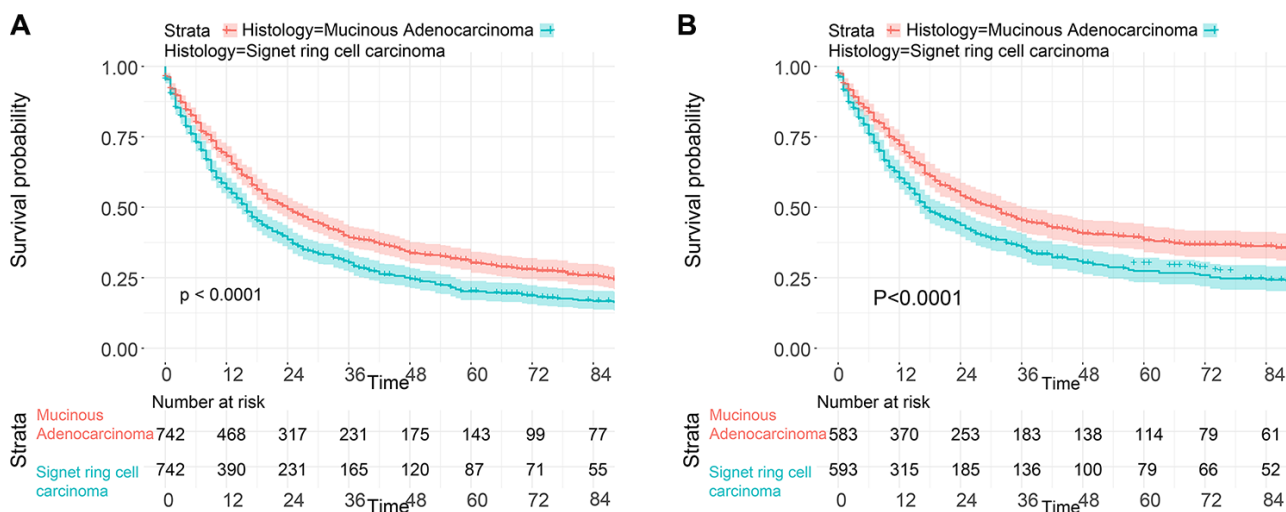 A
Strata Histology=Mucinous Adenocarcinoma
Histology=Signet ring cell carcinoma
Survival probability
1.00
0.75
0.50
0.25
0.00
p < 0.0001
0 12 24 36 48 60 72 84
Time
Number at risk
Strata
Mucinous
Adenocarcinoma 742 468 317 231 175 143 99 77
Signet ring cell
carcinoma 742 390 231 165 120 87 71 55
0 12 24 36 48 60 72 84
Time
B
Strata Histology=Mucinous Adenocarcinoma
Histology=Signet ring cell carcinoma
Survival probability
1.00
0.75
0.50
0.25
0.00
P<0.0001
0 12 24 36 48 60 72 84
Time
Number at risk
Strata
Mucinous
Adenocarcinoma 583 370 253 183 138 114 79 61
Signet ring cell
carcinoma 593 315 185 136 100 79 66 52
0 12 24 36 48 60 72 84
Time